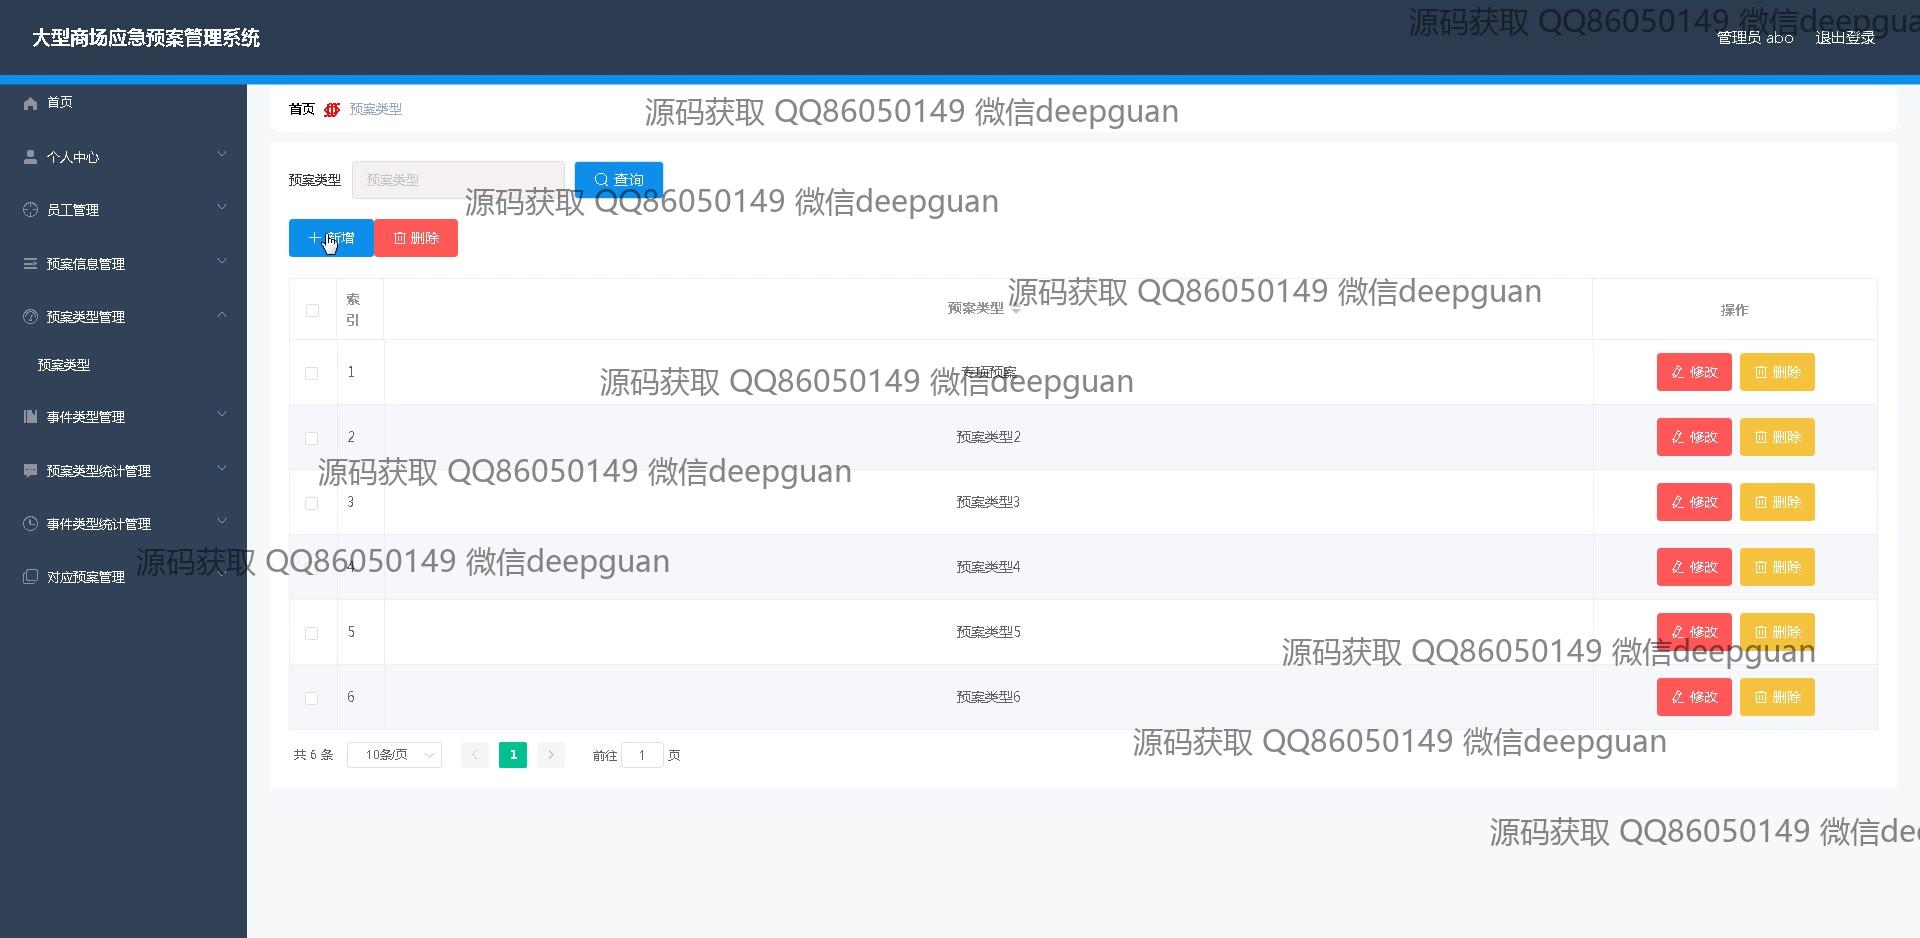 大型商场应急预案管理系统
源码获取 QQ86050149 微信deepgua
管理员 abo 退出登录
首页
个人中心
员工管理
预案信息管理
预案类型管理
预案类型
事件类型管理
预案类型统计管理
事件类型统计管理
对应预案管理
首页 预案类型
源码获取 QQ86050149 微信deepguan
预案类型 预案类型 查询
源码获取 QQ86050149 微信deepguan
新增 删除
源码获取 QQ86050149 微信deepguan
索引 预案类型 操作
1 专项预案 修改 删除
源码获取 QQ86050149 微信deepguan
2 预案类型2 修改 删除
源码获取 QQ86050149 微信deepguan
3 预案类型3 修改 删除
源码获取 QQ86050149 微信deepguan
4 预案类型4 修改 删除
5 预案类型5 修改 删除
源码获取 QQ86050149 微信deepguan
6 预案类型6 修改 删除
源码获取 QQ86050149 微信deepguan
共 6 条 10条/页 1 前往 1 页
源码获取 QQ86050149 微信de